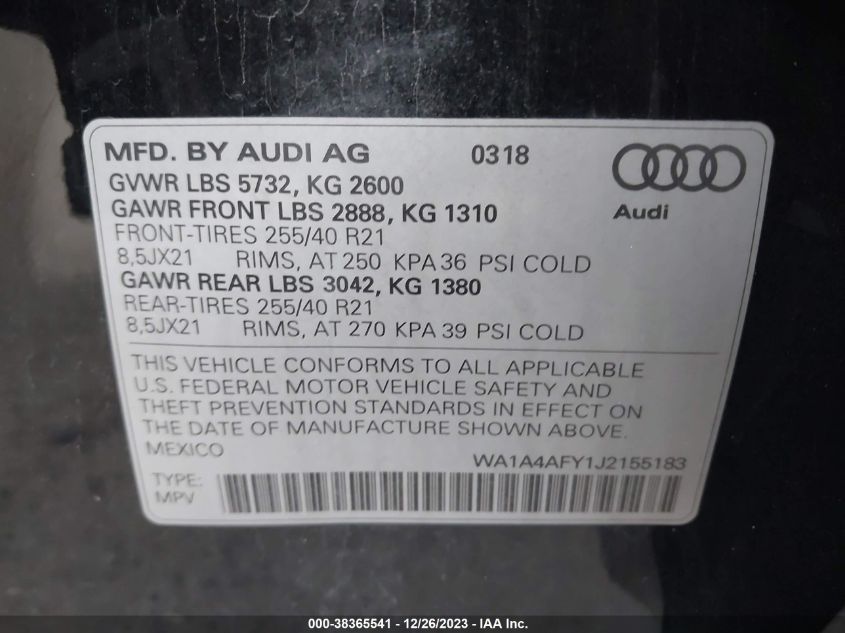 MFD. BY AUDI AG 0318
GVWR LBS 5732, KG 2600
GAWR FRONT LBS 2888, KG 1310
Audi
FRONT-TIRES 255/40 R21
8,5JX21 RIMS, AT 250 KPA 36 PSI COLD
GAWR REAR LBS 3042, KG 1380
REAR-TIRES 255/40 R21
8,5JX21 RIMS, AT 270 KPA 39 PSI COLD
THIS VEHICLE CONFORMS TO ALL APPLICABLE
U.S. FEDERAL MOTOR VEHICLE SAFETY AND
THEFT PREVENTION STANDARDS IN EFFECT ON
THE DATE OF MANUFACTURE SHOWN ABOVE.
MEXICO
WA1A4AFY1J2155183
TYPE:
MPV
000-38365541 - 12/26/2023 - IAA Inc.